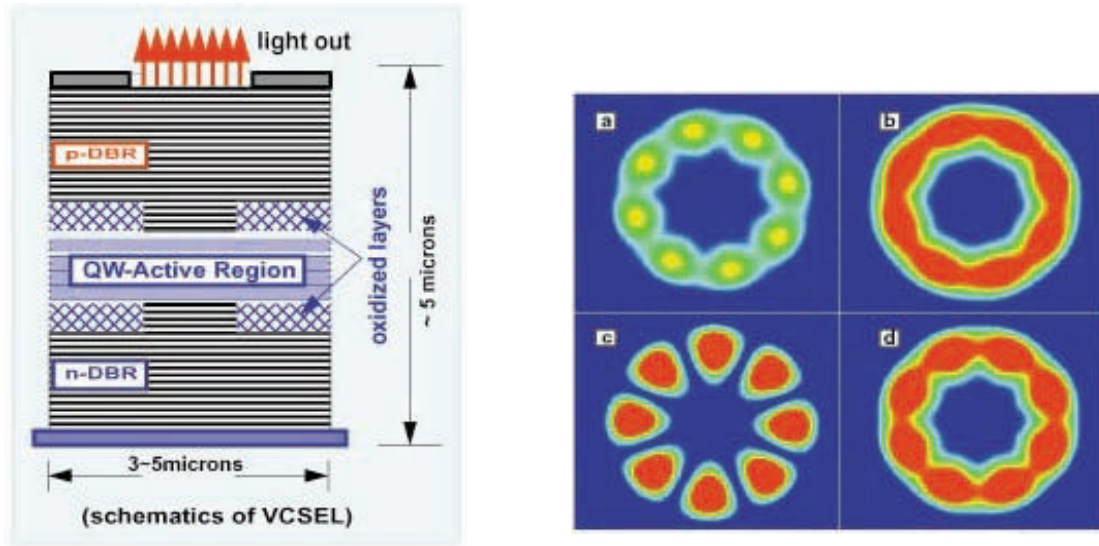 light out
p-DBR
QW-Active Region
oxidized layers
~ 5 microns
n-DBR
3~5microns
(schematics of VCSEL)
a
b
c
d